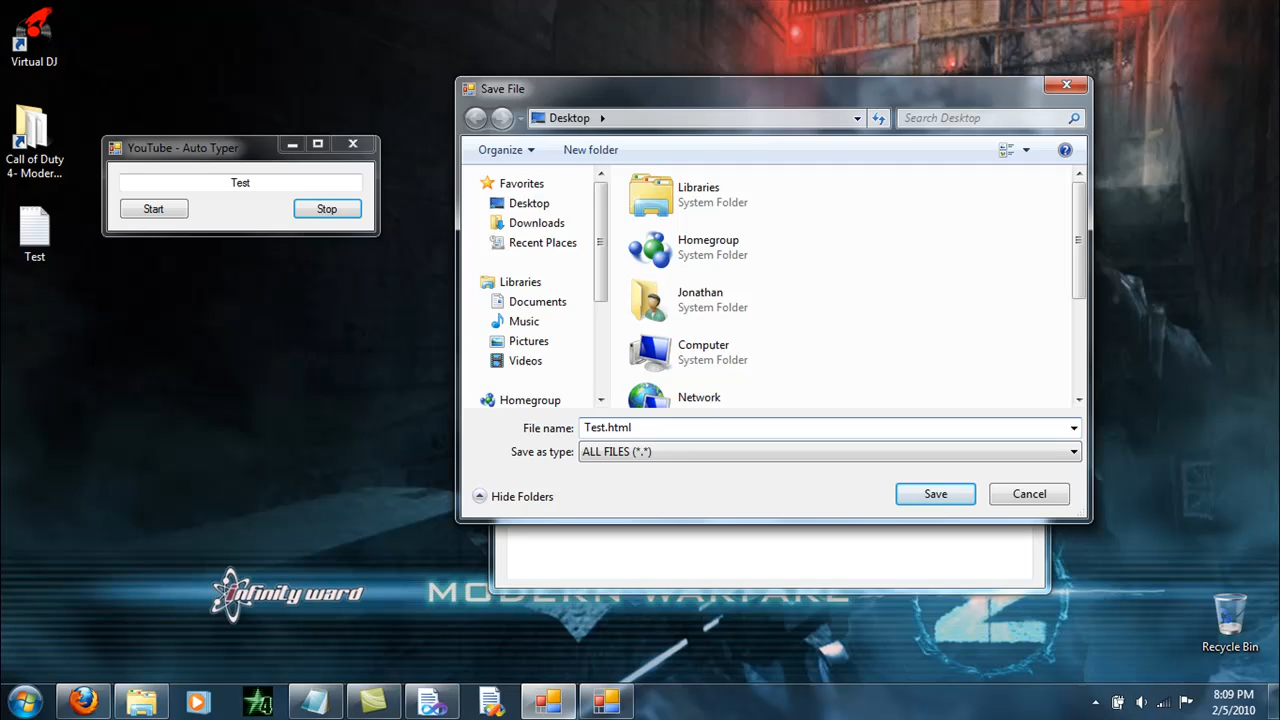 Virtual DJ
Call of Duty
4- Moder...
Test
YouTube - Auto Typer
Test
Start
Stop
Save File
Desktop
Search Desktop
Organize
New folder
Favorites
Desktop
Downloads
Recent Places
Libraries
Documents
Music
Pictures
Videos
Homegroup
Libraries
System Folder
Homegroup
System Folder
Jonathan
System Folder
Computer
System Folder
Network
File name:
Test.html
Save as type:
ALL FILES (*.*)
Hide Folders
Save
Cancel
infinity ward
MODERN WARFARE
2
Recycle Bin
8:09 PM
2/5/2010